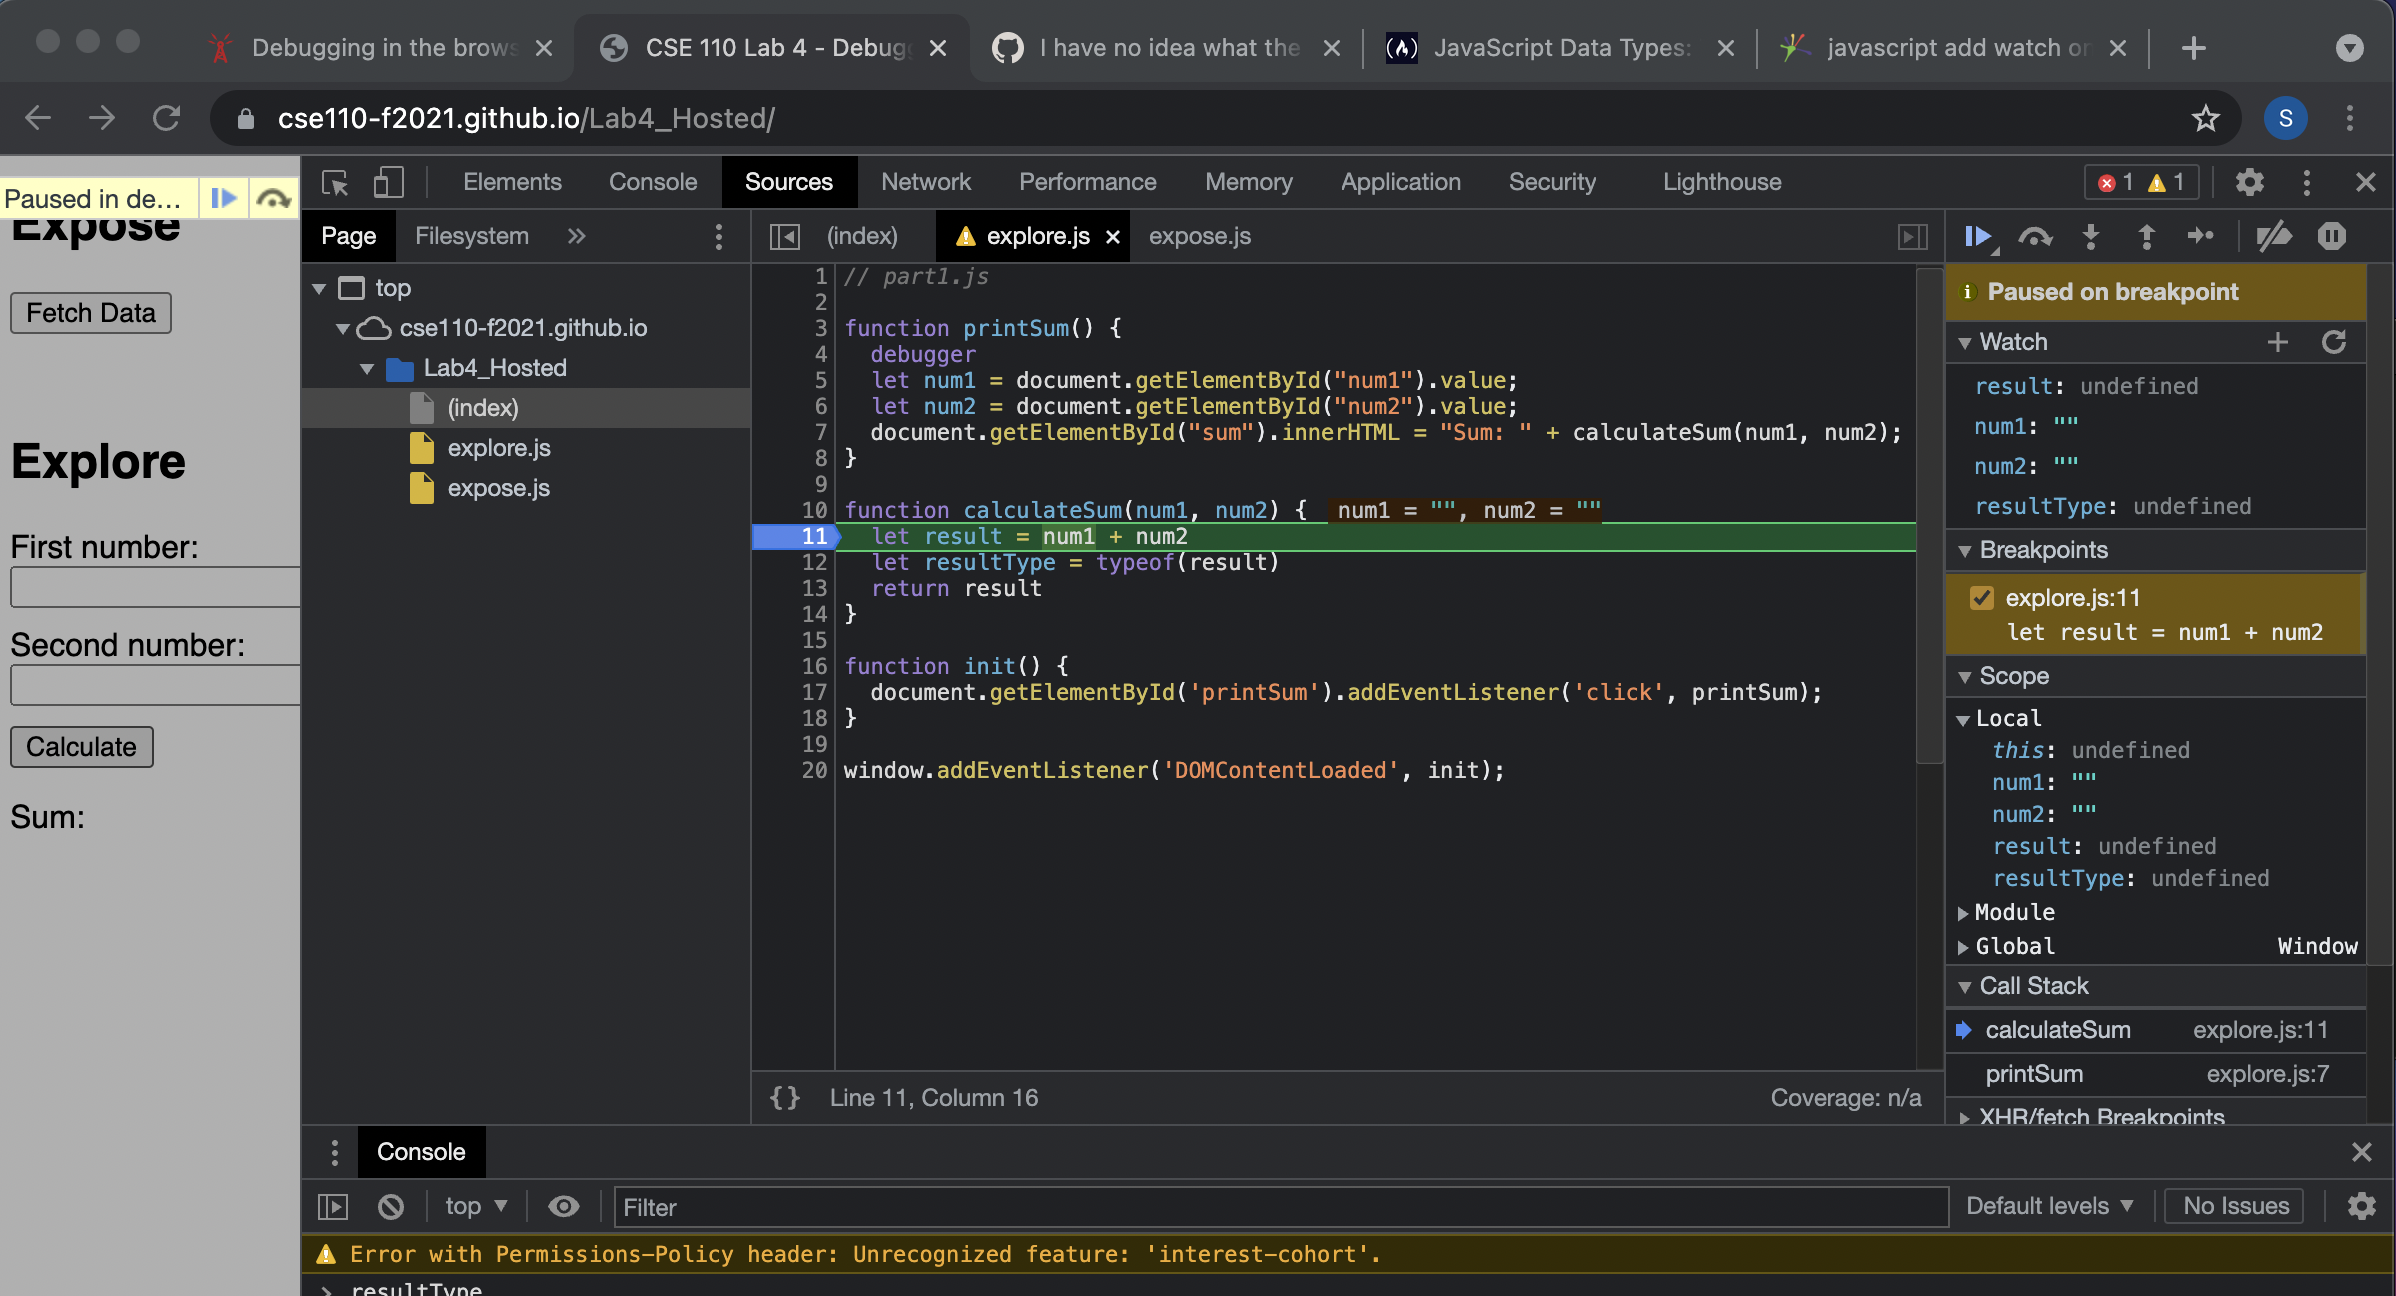 Debugging in the brows
CSE 110 Lab 4 - Debugg
I have no idea what the
JavaScript Data Types:
javascript add watch or
cse110-f2021.github.io/Lab4_Hosted/
S
Paused in de...
Expose
Fetch Data
Explore
First number:
Second number:
Calculate
Sum:
Elements Console Sources Network Performance Memory Application Security Lighthouse 1 1
Page Filesystem »
top
cse110-f2021.github.io
Lab4_Hosted
(index)
explore.js
expose.js
(index) explore.js expose.js
1 // part1.js
2
3 function printSum() {
4 debugger
5 let num1 = document.getElementById("num1").value;
6 let num2 = document.getElementById("num2").value;
7 document.getElementById("sum").innerHTML = "Sum: " + calculateSum(num1, num2);
8 }
9
10 function calculateSum(num1, num2) { num1 = "", num2 = ""
11 let result = num1 + num2
12 let resultType = typeof(result)
13 return result
14 }
15
16 function init() {
17 document.getElementById('printSum').addEventListener('click', printSum);
18 }
19
20 window.addEventListener('DOMContentLoaded', init);
{} Line 11, Column 16 Coverage: n/a
Paused on breakpoint
Watch
result: undefined
num1: ""
num2: ""
resultType: undefined
Breakpoints
explore.js:11
let result = num1 + num2
Scope
Local
this: undefined
num1: ""
num2: ""
result: undefined
resultType: undefined
Module
Global Window
Call Stack
calculateSum explore.js:11
printSum explore.js:7
XHR/fetch Breakpoints
Console
top Filter Default levels No Issues
Error with Permissions-Policy header: Unrecognized feature: 'interest-cohort'.
> resultType